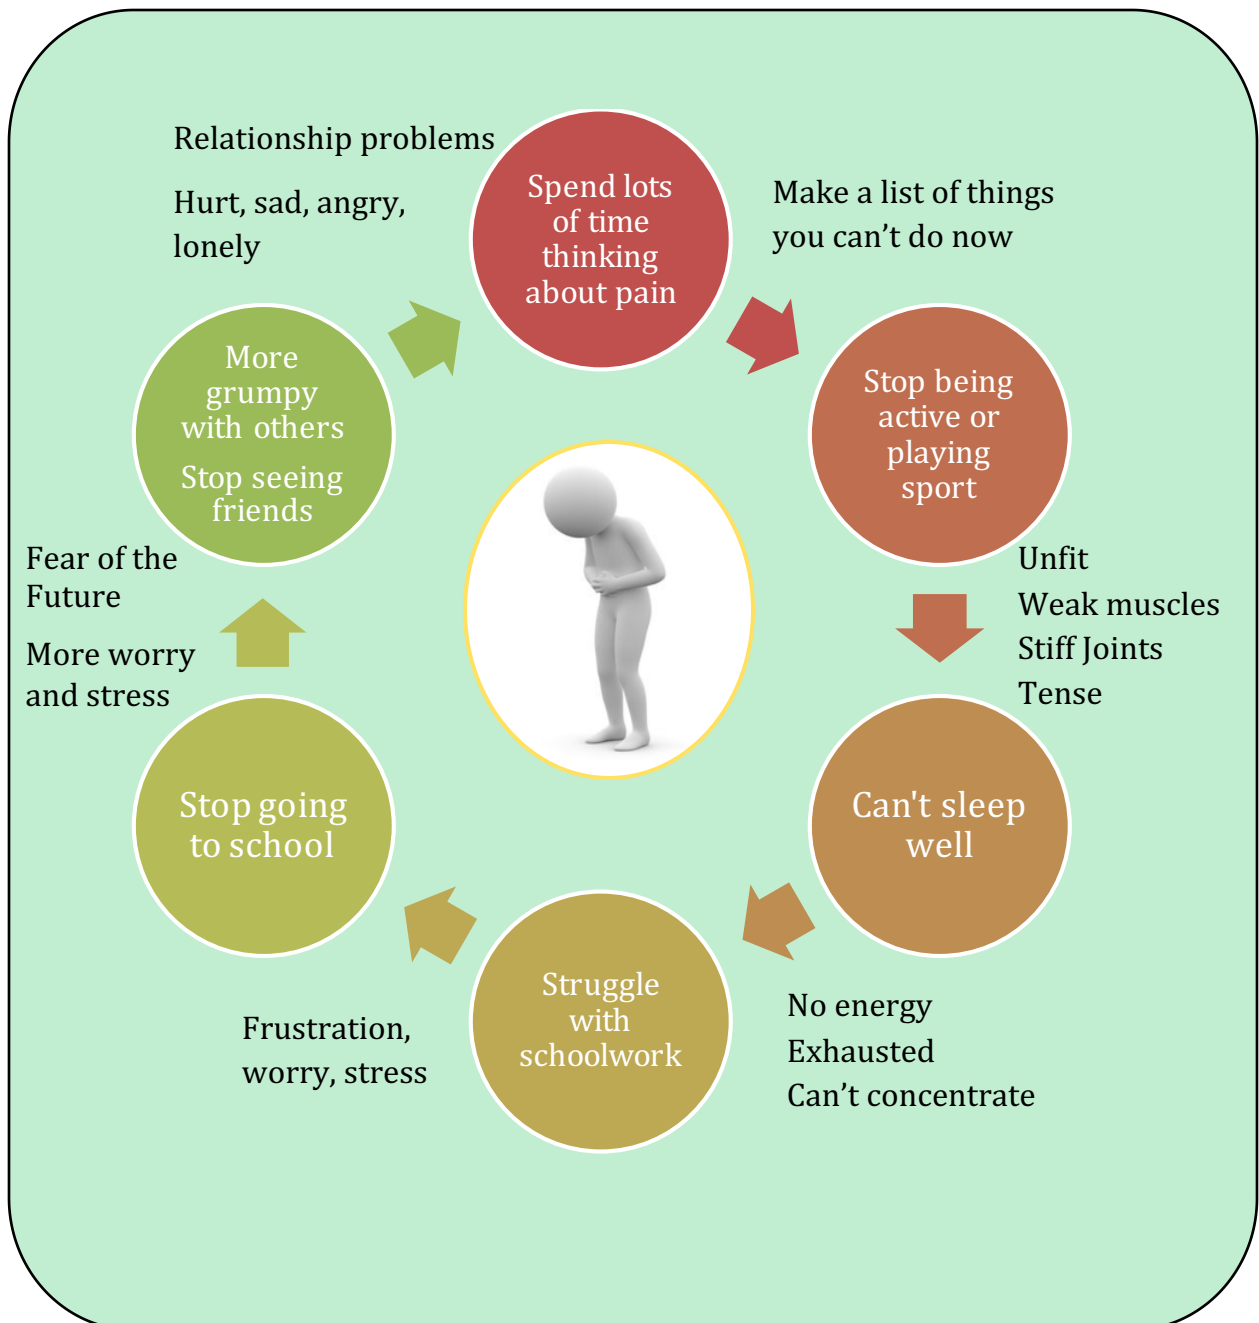 Relationship problems
Hurt, sad, angry,
lonely
Spend lots
of time
thinking
about pain
Make a list of things
you can’t do now
Stop being
active or
playing
sport
Unfit
Weak muscles
Stiff Joints
Tense
Can't sleep
well
No energy
Exhausted
Can’t concentrate
Struggle
with
schoolwork
Frustration,
worry, stress
Stop going
to school
Fear of the
Future
More worry
and stress
More
grumpy
with others
Stop seeing
friends